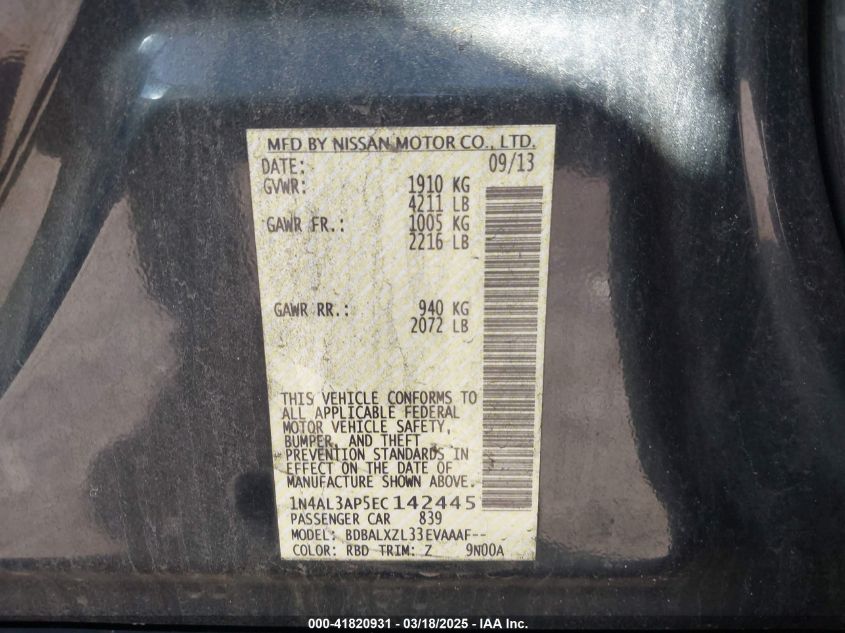 MFD BY NISSAN MOTOR CO., LTD.
DATE: 09/13
GVWR: 1910 KG
4211 LB
GAWR FR.: 1005 KG
2216 LB
GAWR RR.: 940 KG
2072 LB
THIS VEHICLE CONFORMS TO
ALL APPLICABLE FEDERAL
MOTOR VEHICLE SAFETY,
BUMPER, AND THEFT
PREVENTION STANDARDS IN
EFFECT ON THE DATE OF
MANUFACTURE SHOWN ABOVE.
1N4AL3AP5EC142445
PASSENGER CAR 839
MODEL: BDBALXZL33EVAAAF--
COLOR: RBD TRIM: Z 9N00A
000-41820931 - 03/18/2025 - IAA Inc.